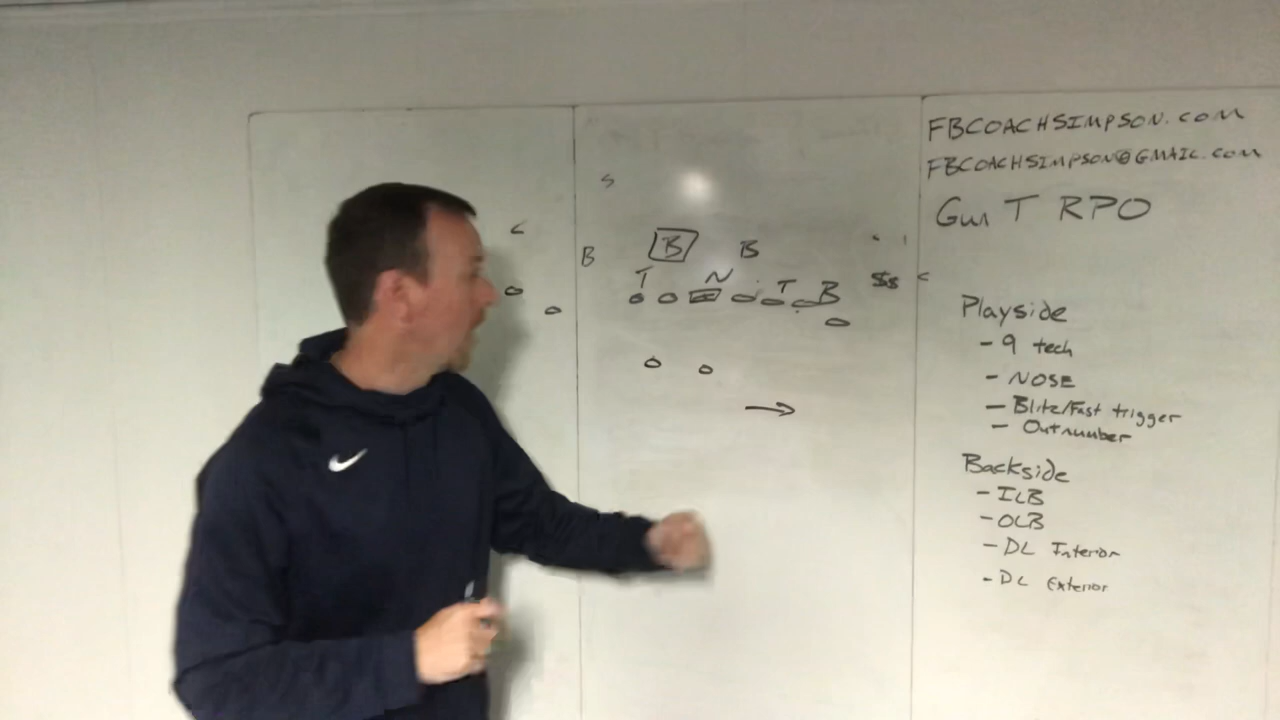 FBCOACHSIMPSON.COM
FBCOACHSIMPSON@GMAIL.COM
Gun T RPO
S
C
B B B
T N T B $s C
Playside
- 9 tech
- NOSE
- Blitz/Fast trigger
- Outnumber
Backside
- ILB
- OLB
- DL Interior
- DL Exterior